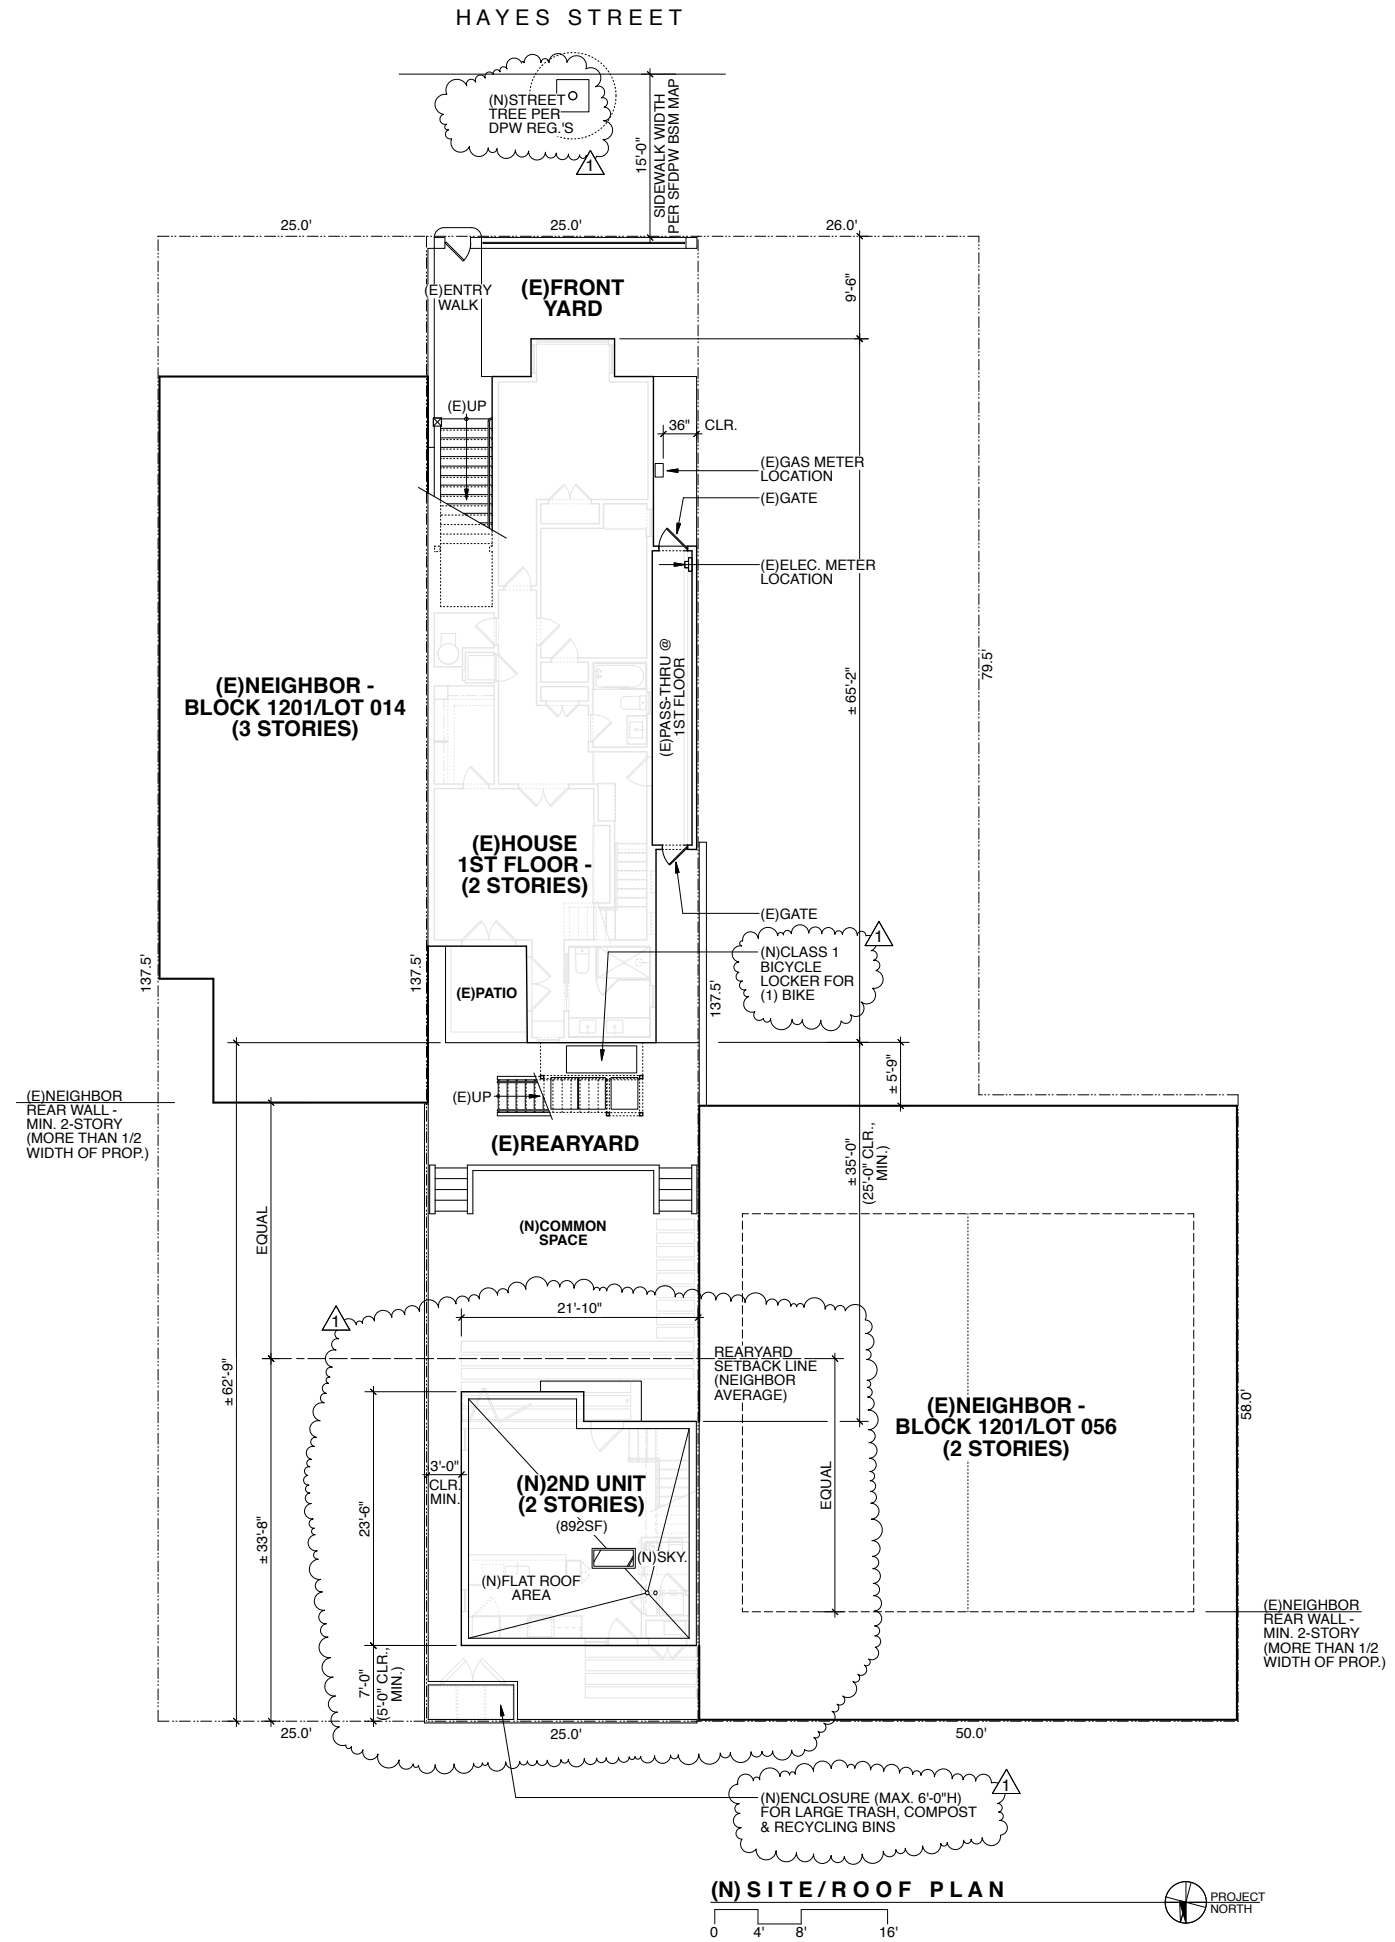 HAYES STREET
(N)STREET
TREE PER
DPW REG.'S
1
15'-0"
SIDEWALK WIDTH
PER SFDPW BSM MAP
25.0'
25.0'
26.0'
(E)ENTRY
WALK
(E)FRONT
YARD
9'-6"
(E)UP
36" CLR.
(E)GAS METER
LOCATION
(E)GATE
(E)ELEC. METER
LOCATION
(E)PASS-THRU @
1ST FLOOR
± 65'-2"
79.5'
(E)NEIGHBOR -
BLOCK 1201/LOT 014
(3 STORIES)
(E)HOUSE
1ST FLOOR -
(2 STORIES)
(E)GATE
1
(N)CLASS 1
BICYCLE
LOCKER FOR
(1) BIKE
137.5'
137.5'
137.5'
(E)PATIO
± 5'-9"
(E)NEIGHBOR
REAR WALL -
MIN. 2-STORY
(MORE THAN 1/2
WIDTH OF PROP.)
(E)UP
(E)REARYARD
± 35'-0"
(25'-0" CLR.,
MIN.)
EQUAL
(N)COMMON
SPACE
1
21'-10"
± 62'-9"
REARYARD
SETBACK LINE
(NEIGHBOR
AVERAGE)
(E)NEIGHBOR -
BLOCK 1201/LOT 056
(2 STORIES)
58.0'
3'-0"
CLR.
MIN.
(N)2ND UNIT
(2 STORIES)
(892SF)
EQUAL
23'-6"
± 33'-8"
(N)SKY.
(N)FLAT ROOF
AREA
(E)NEIGHBOR
REAR WALL -
MIN. 2-STORY
(MORE THAN 1/2
WIDTH OF PROP.)
7'-0"
(5'-0" CLR.,
MIN.)
25.0'
25.0'
50.0'
1
(N)ENCLOSURE (MAX. 6'-0"H)
FOR LARGE TRASH, COMPOST
& RECYCLING BINS
(N) SITE/ROOF PLAN
PROJECT
NORTH
0 4' 8' 16'